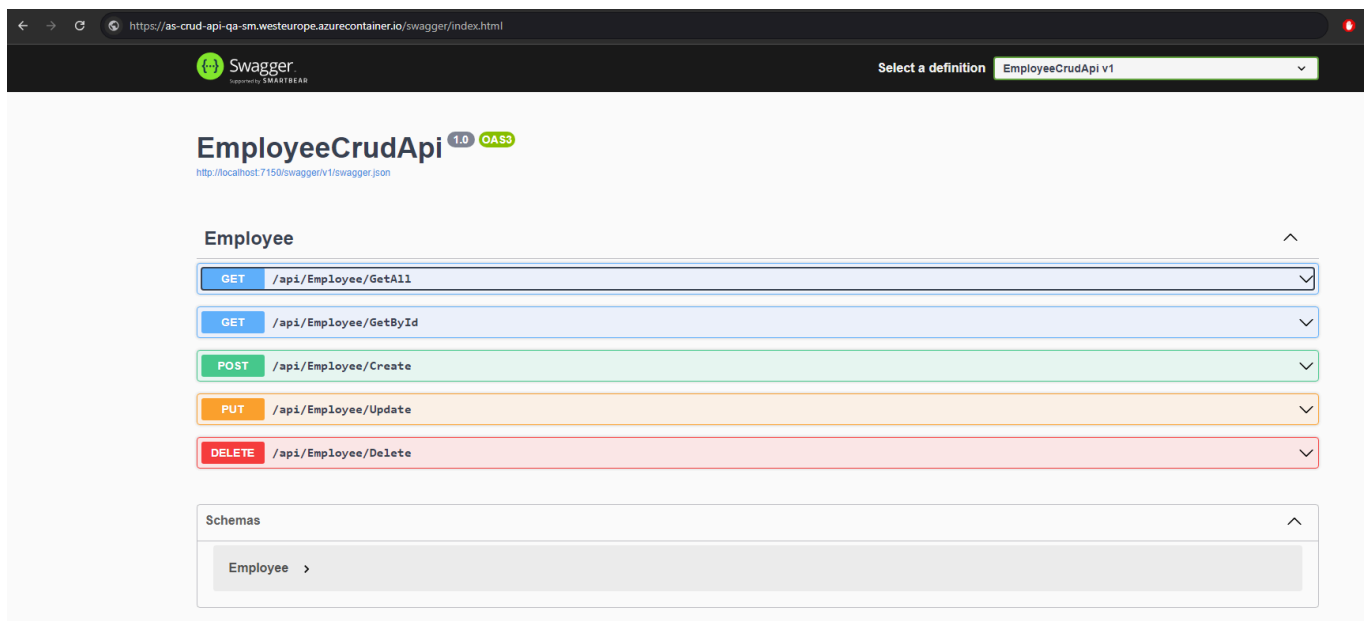 https://as-crud-api-qa-sm.westeurope.azurecontainer.io/swagger/index.html
{··} Swagger.
Supported by SMARTBEAR
Select a definition
EmployeeCrudApi v1
EmployeeCrudApi 1.0 OAS3
http://localhost:7150/swagger/v1/swagger.json
Employee
GET /api/Employee/GetAll
GET /api/Employee/GetById
POST /api/Employee/Create
PUT /api/Employee/Update
DELETE /api/Employee/Delete
Schemas
Employee